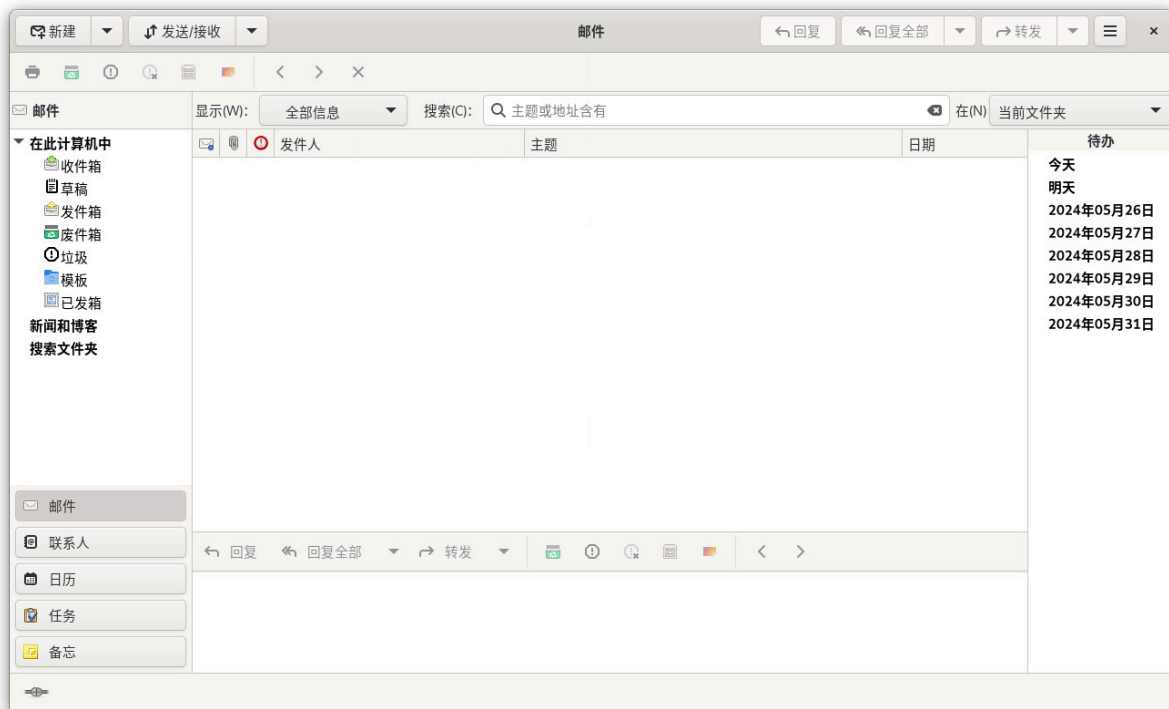 新建 发送/接收 邮件 回复 回复全部 转发
邮件 显示(W): 全部信息 搜索(C): 主题或地址含有 在(N) 当前文件夹
在此计算机中
收件箱
草稿
发件箱
废件箱
垃圾
模板
已发箱
新闻和博客
搜索文件夹
发件人 主题 日期
待办
今天
明天
2024年05月26日
2024年05月27日
2024年05月28日
2024年05月29日
2024年05月30日
2024年05月31日
邮件
联系人
日历
任务
备忘
回复 回复全部 转发